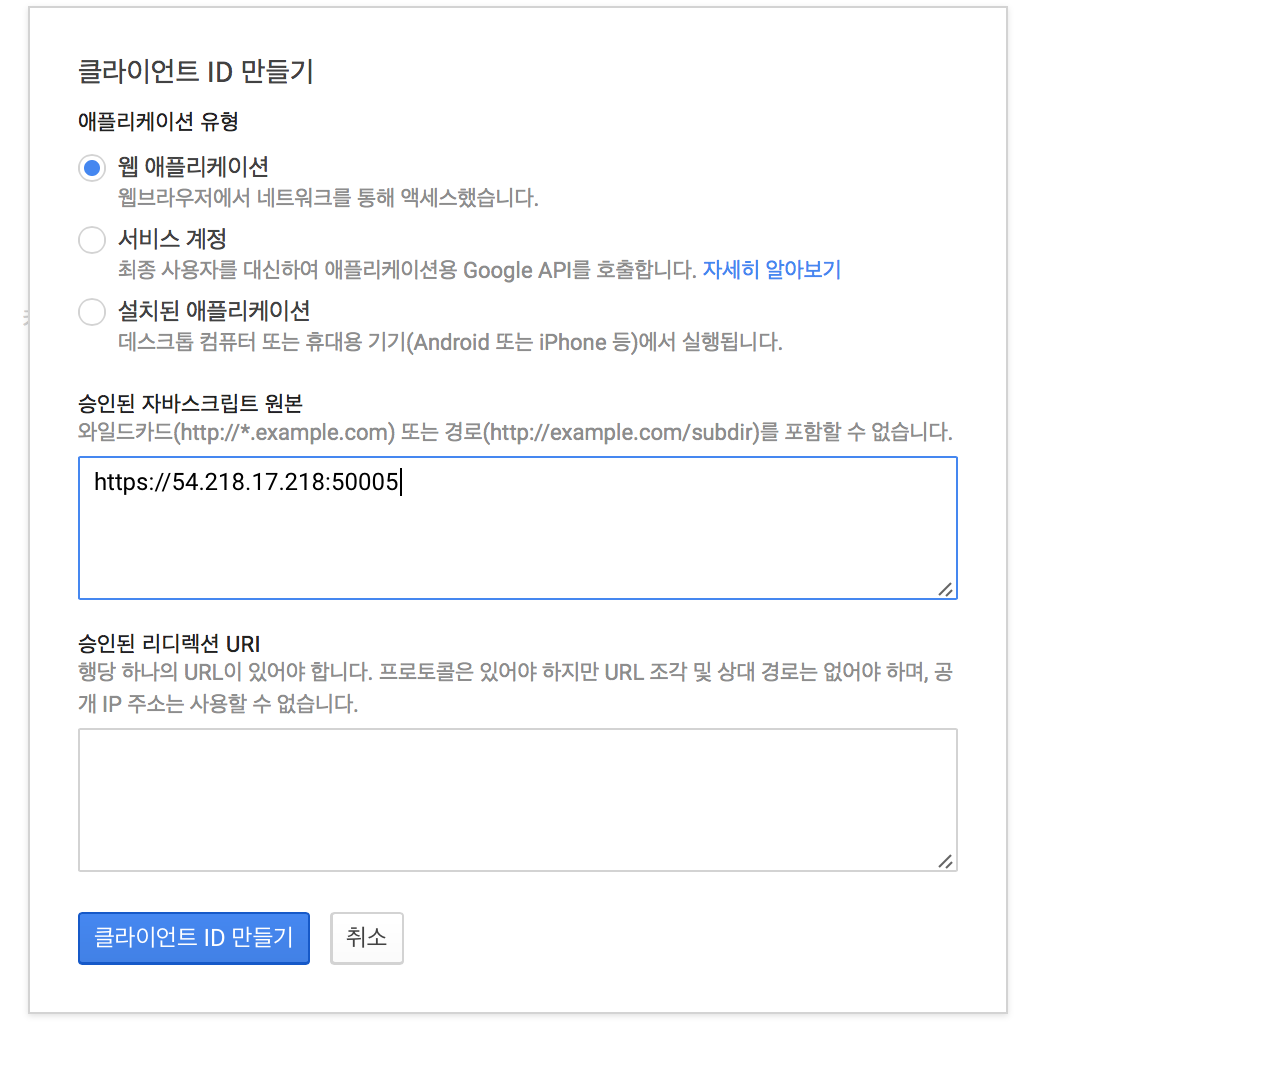 클라이언트 ID 만들기
애플리케이션 유형
웹 애플리케이션
웹브라우저에서 네트워크를 통해 액세스했습니다.
서비스 계정
최종 사용자를 대신하여 애플리케이션용 Google API를 호출합니다. 자세히 알아보기
설치된 애플리케이션
데스크톱 컴퓨터 또는 휴대용 기기(Android 또는 iPhone 등)에서 실행됩니다.
승인된 자바스크립트 원본
와일드카드(http://*.example.com) 또는 경로(http://example.com/subdir)를 포함할 수 없습니다.
https://54.218.17.218:50005
승인된 리디렉션 URI
행당 하나의 URL이 있어야 합니다. 프로토콜은 있어야 하지만 URL 조각 및 상대 경로는 없어야 하며, 공
개 IP 주소는 사용할 수 없습니다.
클라이언트 ID 만들기 취소